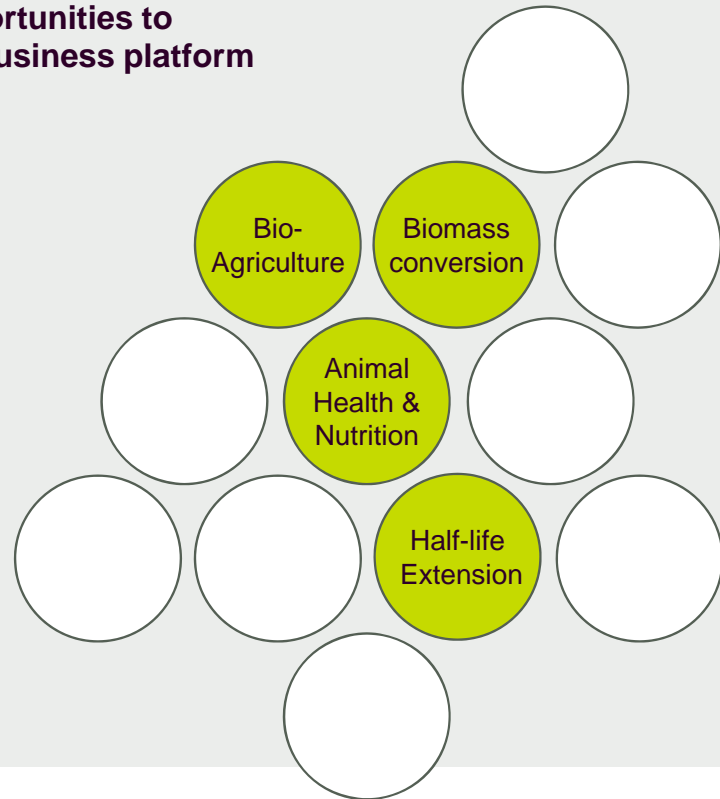 ortunities to
usiness platform
Bio-
Agriculture
Biomass
conversion
Animal
Health &
Nutrition
Half-life
Extension